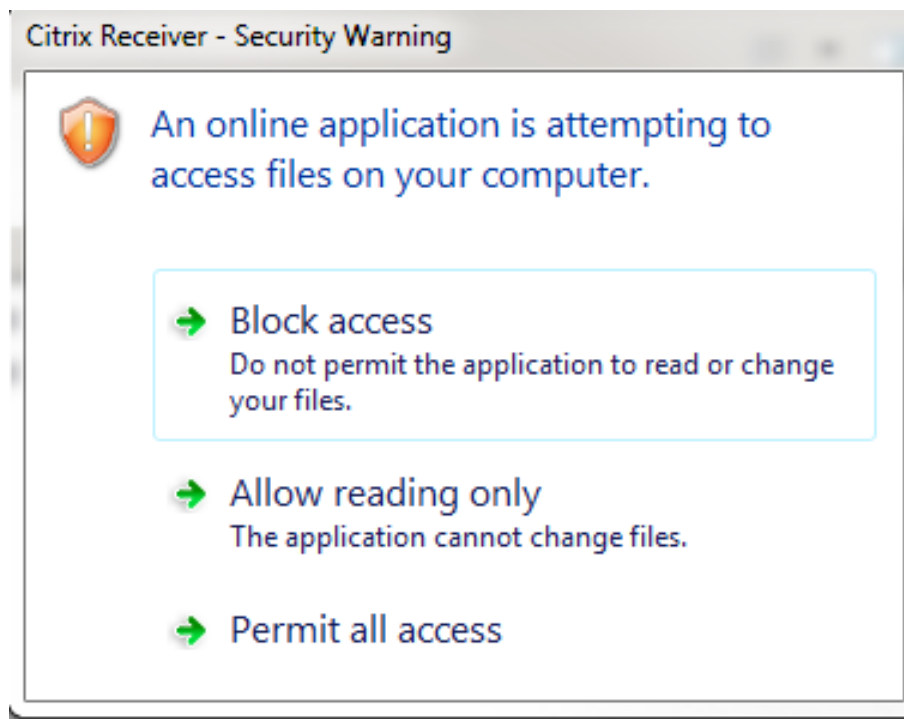 Citrix Receiver - Security Warning
An online application is attempting to
access files on your computer.
Block access
Do not permit the application to read or change
your files.
Allow reading only
The application cannot change files.
Permit all access